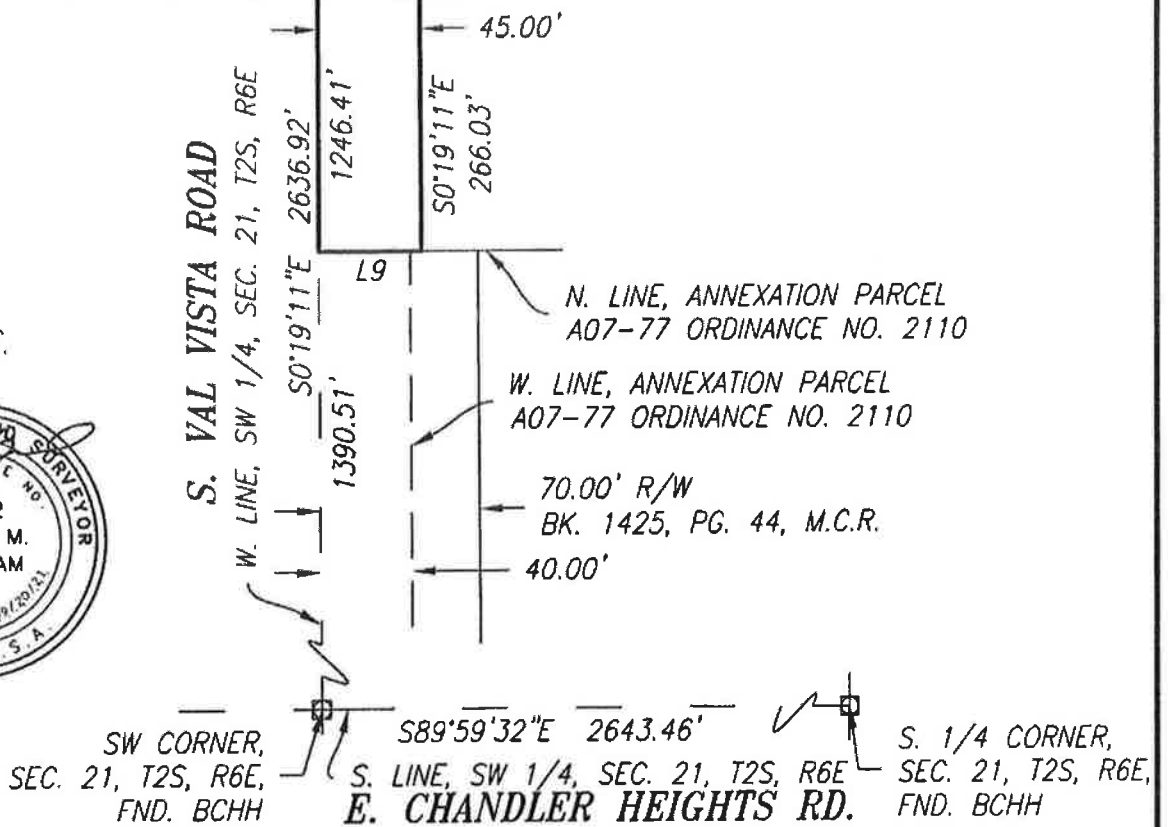 45.00'
S. VAL VISTA ROAD
W. LINE, SW 1/4, SEC. 21, T2S, R6E
S0°19'11"E 2636.92'
1246.41'
S0°19'11"E
266.03'
L9
1390.51'
N. LINE, ANNEXATION PARCEL
A07-77 ORDINANCE NO. 2110
W. LINE, ANNEXATION PARCEL
A07-77 ORDINANCE NO. 2110
70.00' R/W
BK. 1425, PG. 44, M.C.R.
40.00'
SURVEYOR
E NO.
M.
AM
S.A.
S89°59'32"E 2643.46'
SW CORNER,
SEC. 21, T2S, R6E,
FND. BCHH
S. LINE, SW 1/4, SEC. 21, T2S, R6E
E. CHANDLER HEIGHTS RD.
S. 1/4 CORNER,
SEC. 21, T2S, R6E,
FND. BCHH